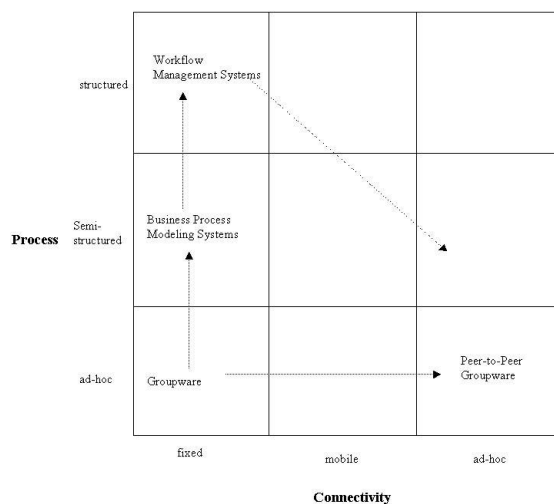 Workflow
Management Systems
structured
Process
Semi-
structured
Business Process
Modeling Systems
ad-hoc
Groupware
Peer-to-Peer
Groupware
fixed
mobile
ad-hoc
Connectivity